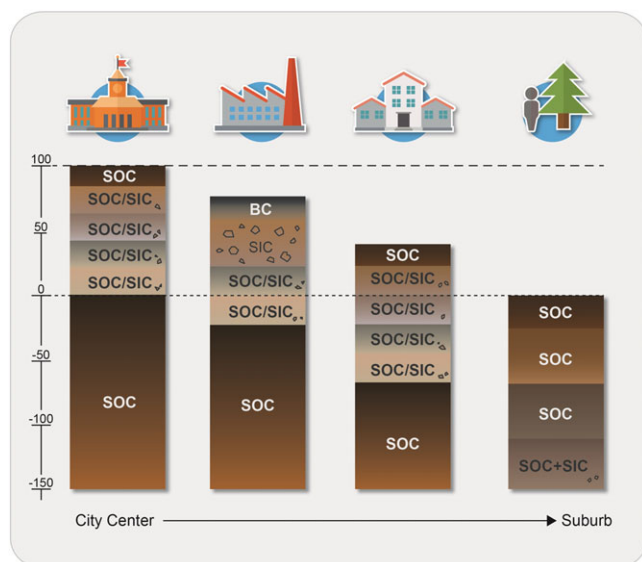 100
50
0
-50
-100
-150
SOC
SOC/SIC
SOC/SIC
SOC/SIC
SOC/SIC
SOC
BC
SIC
SOC/SIC
SOC/SIC
SOC
SOC
SOC/SIC
SOC/SIC
SOC/SIC
SOC/SIC
SOC
SOC
SOC
SOC
SOC+SIC
City Center
Suburb